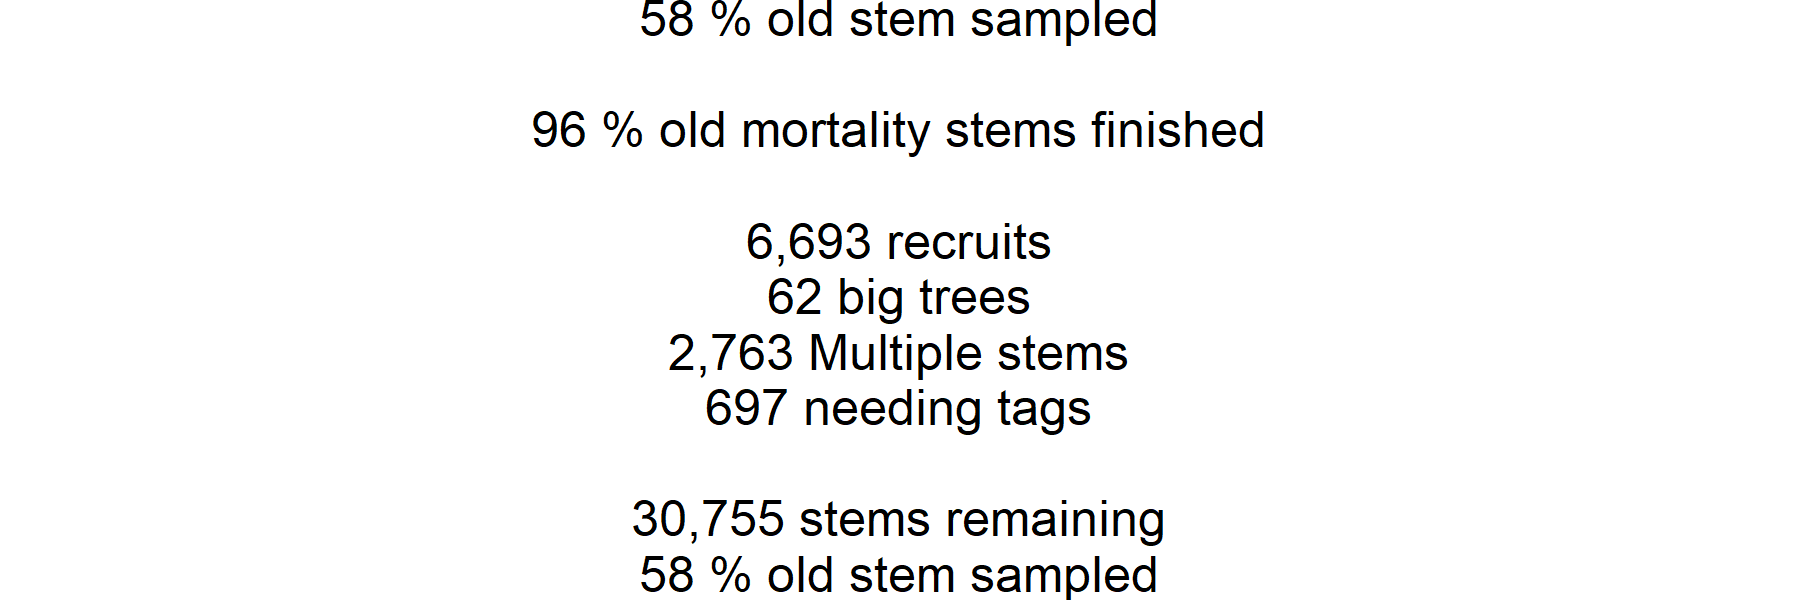 58 % old stem sampled
96 % old mortality stems finished
6,693 recruits
62 big trees
2,763 Multiple stems
697 needing tags
30,755 stems remaining
58 % old stem sampled